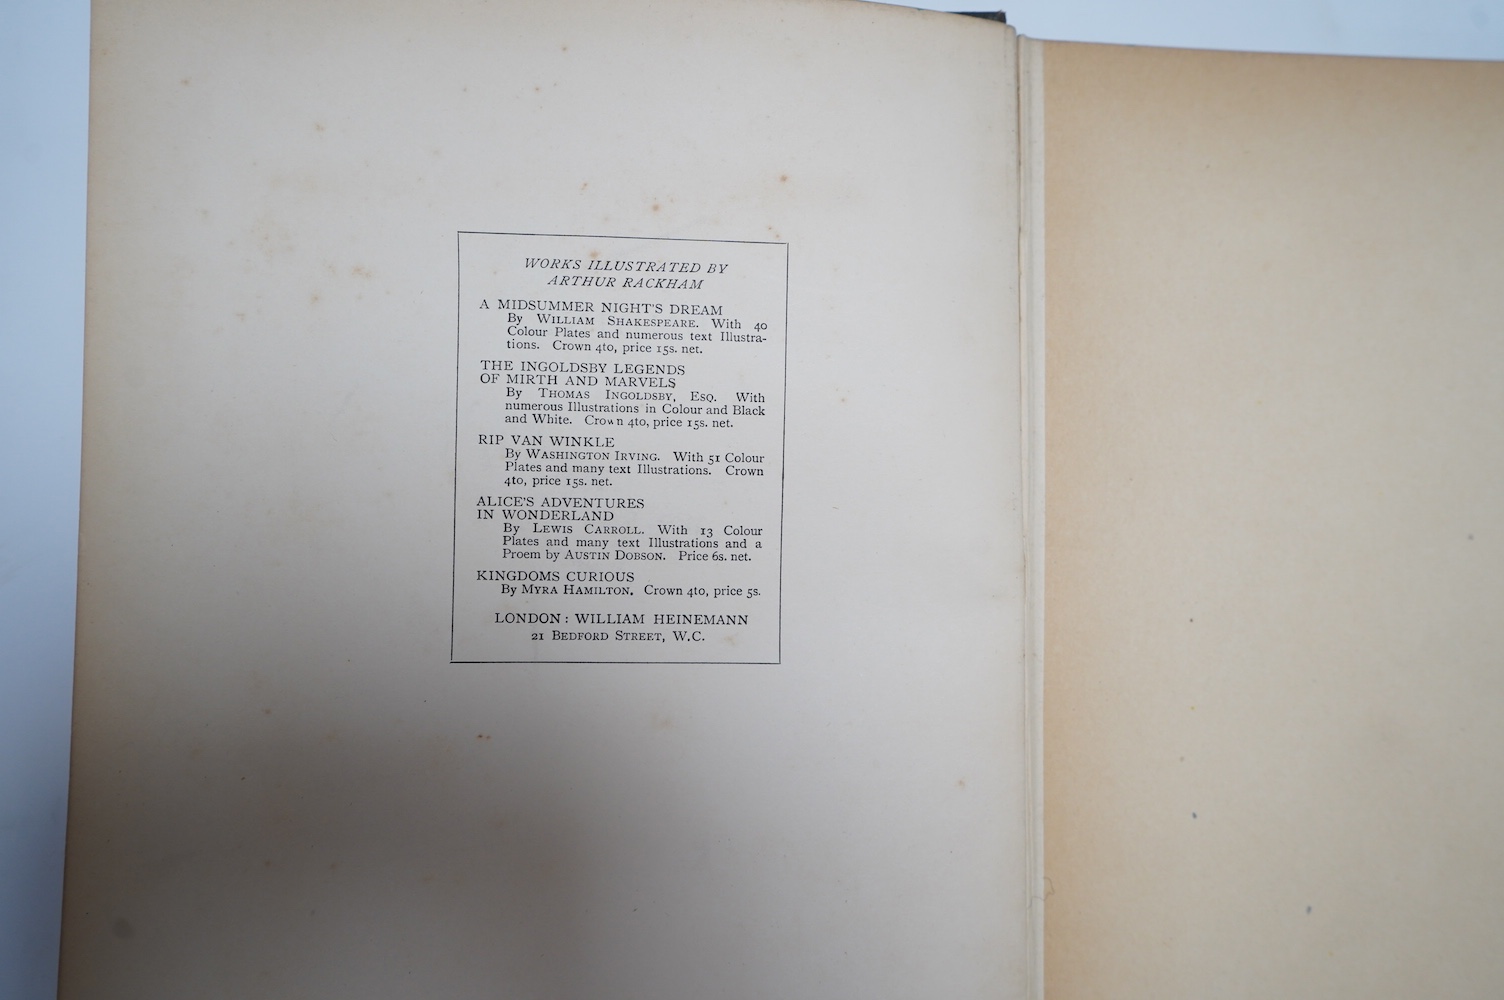 WORKS ILLUSTRATED BY
ARTHUR RACKHAM
A MIDSUMMER NIGHT'S DREAM
By WILLIAM SHAKESPEARE. With 40
Colour Plates and numerous text Illustra-
tions. Crown 4to, price 15s. net.
THE INGOLDSBY LEGENDS
OF MIRTH AND MARVELS
By THOMAS INGOLDSBY, ESQ. With
numerous Illustrations in Colour and Black
and White. Crown 4to, price 15s. net.
RIP VAN WINKLE
By WASHINGTON IRVING. With 51 Colour
Plates and many text Illustrations. Crown
4to, price 15s. net.
ALICE'S ADVENTURES
IN WONDERLAND
By LEWIS CARROLL. With 13 Colour
Plates and many text Illustrations and a
Proem by AUSTIN DOBSON. Price 6s. net.
KINGDOMS CURIOUS
By MYRA HAMILTON. Crown 4to, price 5s.
LONDON: WILLIAM HEINEMANN
21 BEDFORD STREET, W.C.